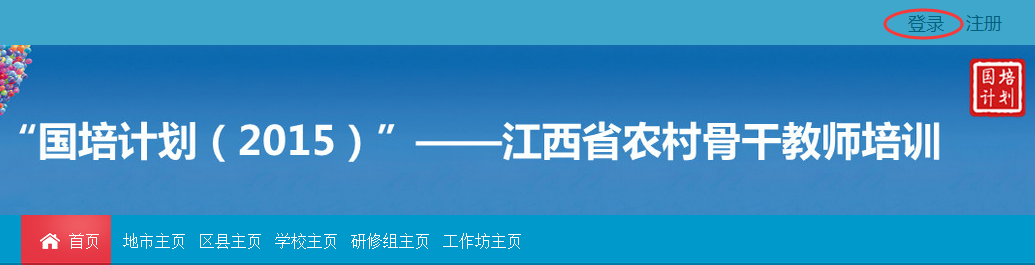 登录 注册
国培
计划
“国培计划（2015）”——江西省农村骨干教师培训
首页 地市主页 区县主页 学校主页 研修组主页 工作坊主页